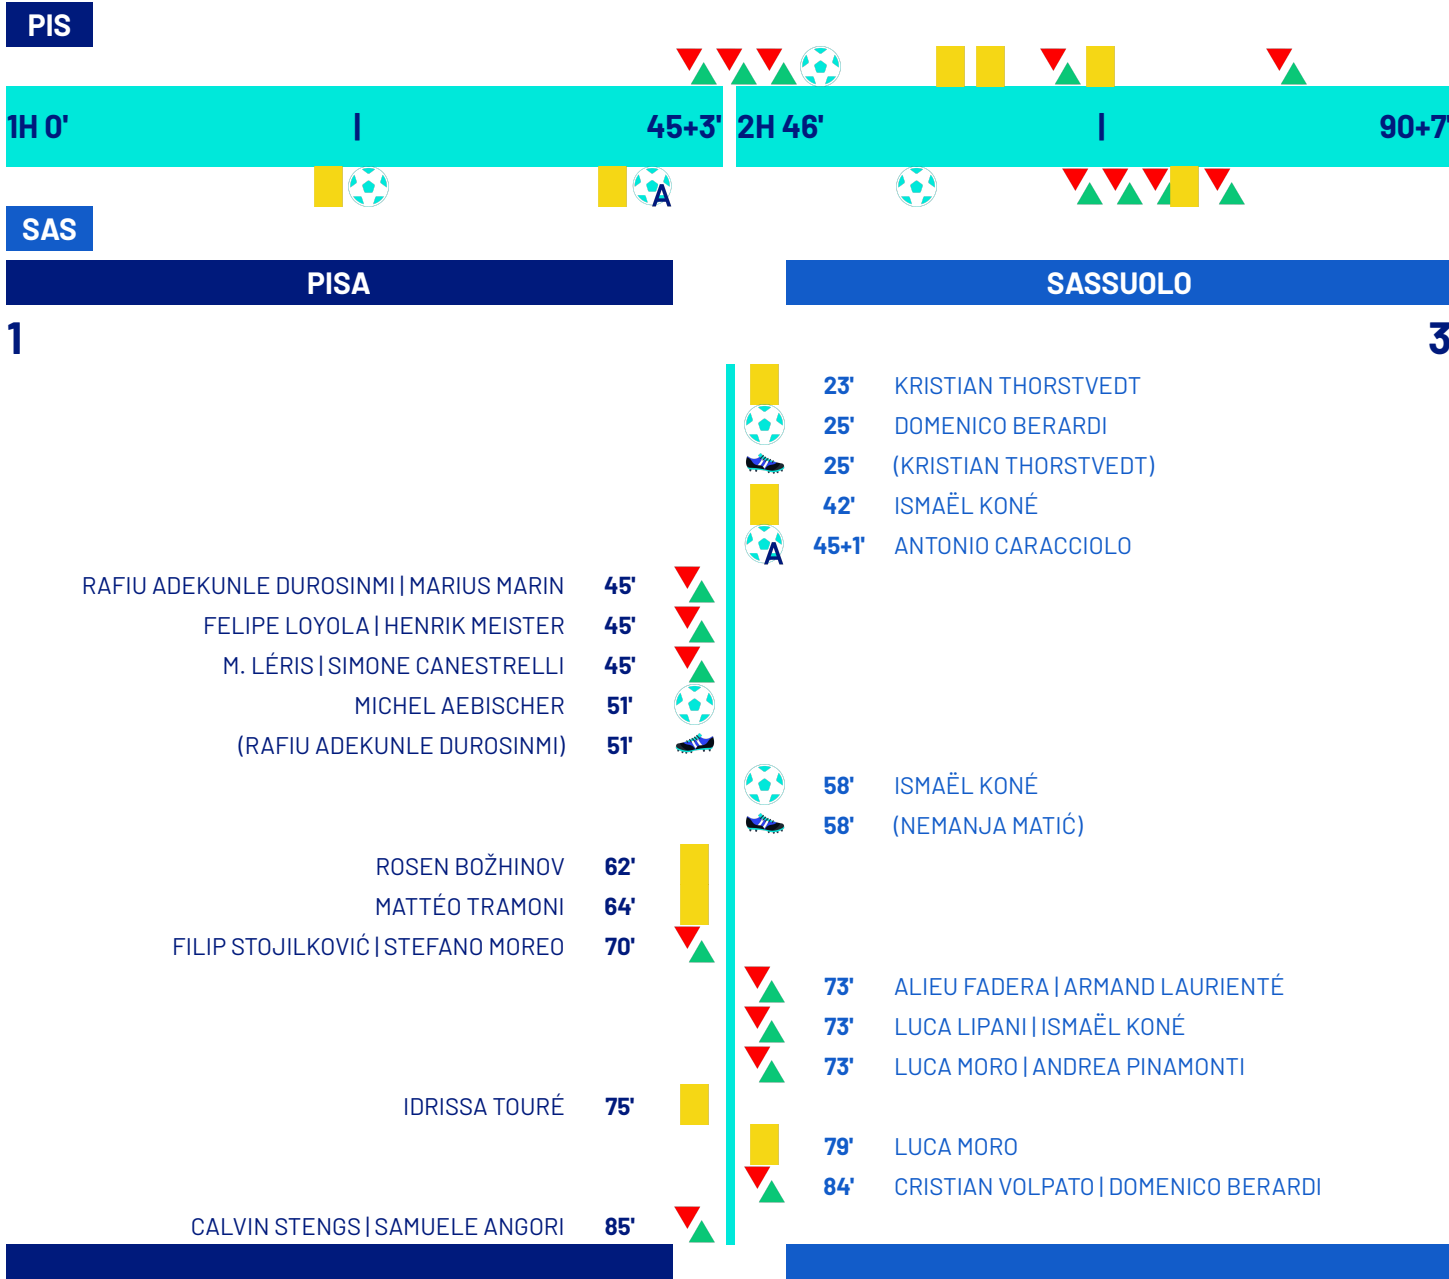 PIS
1H 0' | 45+3' 2H 46' | 90+7'
A
SAS
PISA SASSUOLO
1 3
23' KRISTIAN THORSTVEDT
25' DOMENICO BERARDI
25' (KRISTIAN THORSTVEDT)
42' ISMAËL KONÉ
A 45+1' ANTONIO CARACCIOLO
RAFIU ADEKUNLE DUROSINMI | MARIUS MARIN 45'
FELIPE LOYOLA | HENRIK MEISTER 45'
M. LÉRIS | SIMONE CANESTRELLI 45'
MICHEL AEBISCHER 51'
(RAFIU ADEKUNLE DUROSINMI) 51'
58' ISMAËL KONÉ
58' (NEMANJA MATIĆ)
ROSEN BOŽHINOV 62'
MATTÉO TRAMONI 64'
FILIP STOJILKOVIĆ | STEFANO MOREO 70'
73' ALIEU FADERA | ARMAND LAURIENTÉ
73' LUCA LIPANI | ISMAËL KONÉ
73' LUCA MORO | ANDREA PINAMONTI
IDRISSA TOURÉ 75'
79' LUCA MORO
84' CRISTIAN VOLPATO | DOMENICO BERARDI
CALVIN STENGS | SAMUELE ANGORI 85'